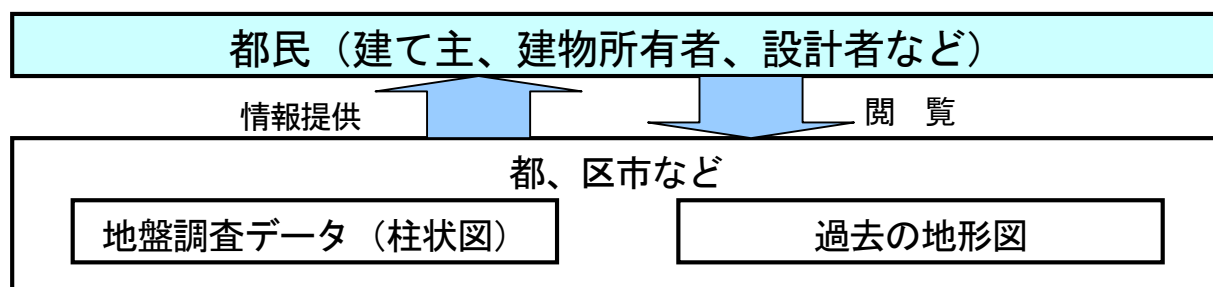 都民（建て主、建物所有者、設計者など）
情報提供
閲　覧
都、区市など
地盤調査データ（柱状図）
過去の地形図